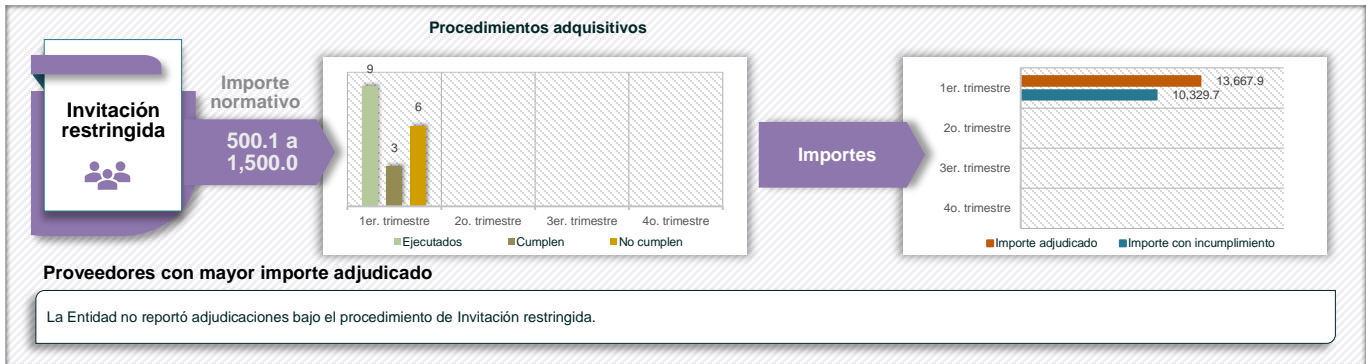 Procedimientos adquisitivos
Invitación
restringida
Importe
normativo
500.1 a
1,500.0
9
3
6
1er. trimestre
2o. trimestre
3er. trimestre
4o. trimestre
Ejecutados
Cumplen
No cumplen
Importes
1er. trimestre
13,667.9
10,329.7
2o. trimestre
3er. trimestre
4o. trimestre
Importe adjudicado
Importe con incumplimiento
Proveedores con mayor importe adjudicado
La Entidad no reportó adjudicaciones bajo el procedimiento de Invitación restringida.